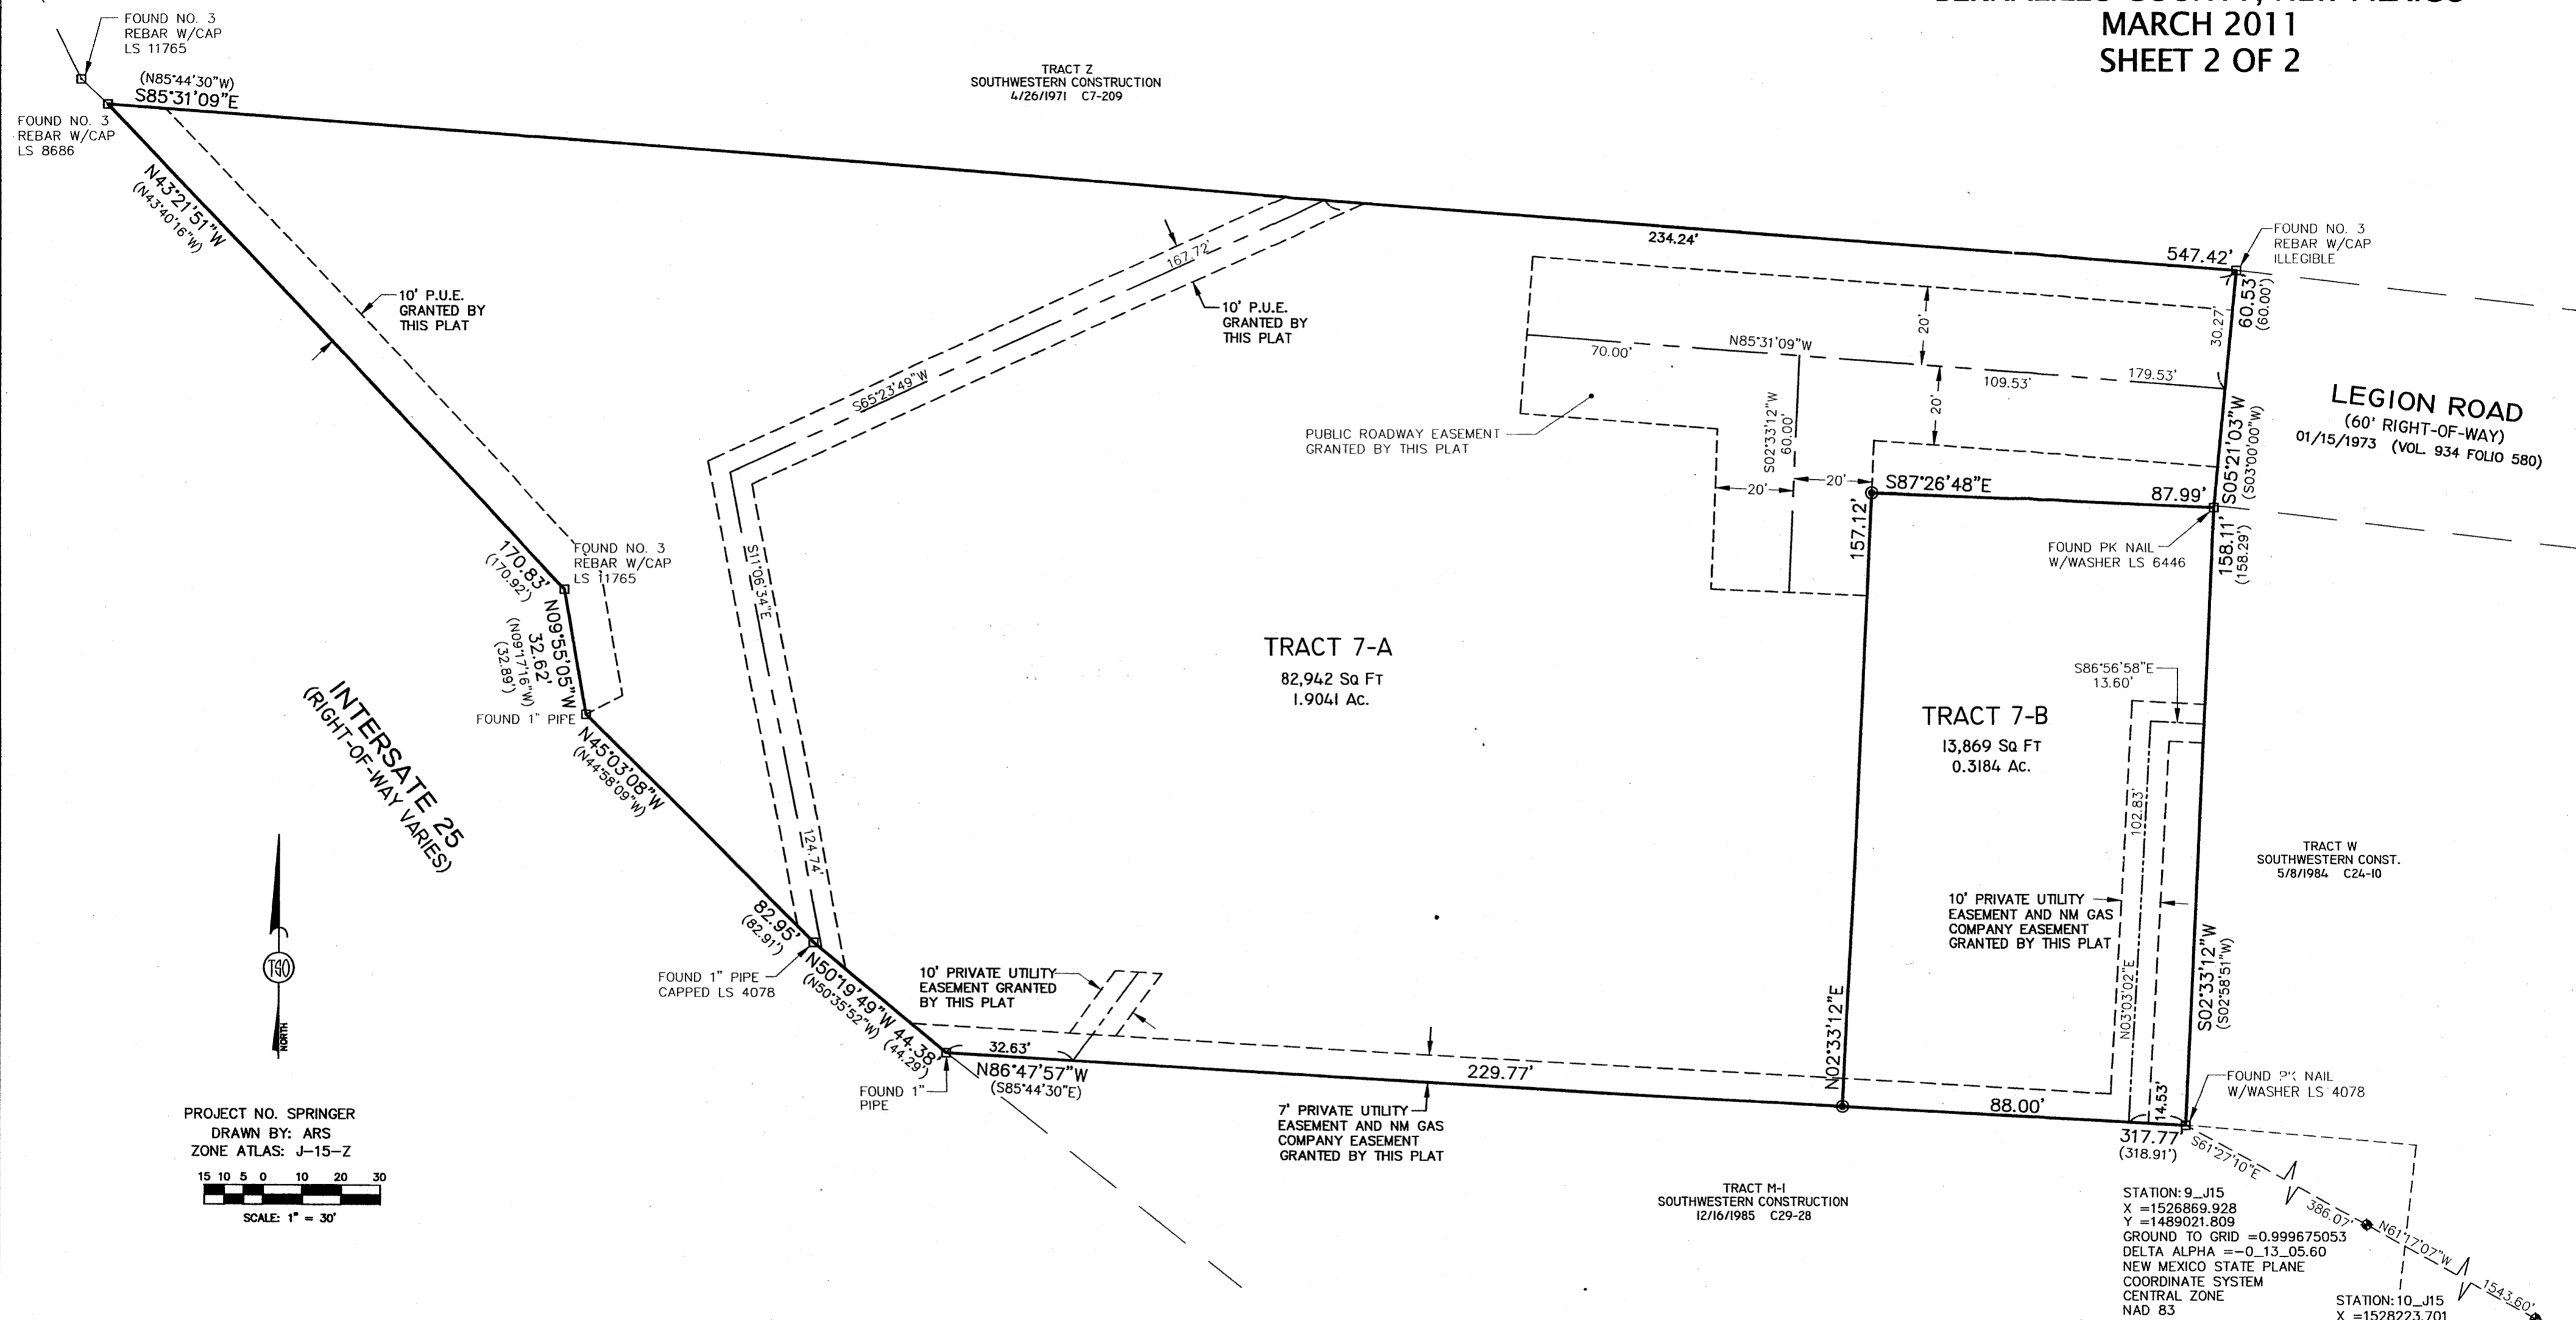 MARCH 2011
SHEET 2 OF 2
FOUND NO. 3
REBAR W/CAP
LS 11765
(N85°44'30"W)
S85°31'09"E
FOUND NO. 3
REBAR W/CAP
LS 8686
TRACT Z
SOUTHWESTERN CONSTRUCTION
4/26/1971 C7-209
N43°21'51"W
(N43°40'16"W)
10' P.U.E.
GRANTED BY
THIS PLAT
167.72'
10' P.U.E.
GRANTED BY
THIS PLAT
S65°23'49"W
234.24'
547.42'
FOUND NO. 3
REBAR W/CAP
ILLEGIBLE
60.53'
(60.00')
30.27'
20'
N85°31'09"W
70.00'
109.53'
179.53'
20'
S02°33'12"W
60.00'
PUBLIC ROADWAY EASEMENT
GRANTED BY THIS PLAT
LEGION ROAD
(60' RIGHT-OF-WAY)
01/15/1973 (VOL. 934 FOLIO 580)
S05°21'03"W
(S03°00'00"W)
20'
20'
S87°26'48"E
87.99'
157.12'
FOUND PK NAIL
W/WASHER LS 6446
158.11'
(158.29')
170.83'
(170.92')
FOUND NO. 3
REBAR W/CAP
LS 11765
N09°55'05"W
32.62'
(N09°17'16"W)
(32.89')
FOUND 1" PIPE
S11°06'34"E
124.74'
TRACT 7-A
82,942 SQ FT
1.9041 AC.
TRACT 7-B
13,869 SQ FT
0.3184 AC.
S86°56'58"E
13.60'
102.83'
N03°03'02"E
10' PRIVATE UTILITY
EASEMENT AND NM GAS
COMPANY EASEMENT
GRANTED BY THIS PLAT
TRACT W
SOUTHWESTERN CONST.
5/8/1984 C24-10
S02°33'12"W
(S02°58'51"W)
INTERSATE 25
(RIGHT-OF-WAY VARIES)
N45°03'08"W
(N44°58'09"W)
82.95'
(82.91')
FOUND 1" PIPE
CAPPED LS 4078
N50°19'49"W 44.38'
(N50°35'52"W) (44.29')
10' PRIVATE UTILITY
EASEMENT GRANTED
BY THIS PLAT
FOUND 1"
PIPE
32.63'
N86°47'57"W
(S85°44'30"E)
229.77'
7' PRIVATE UTILITY
EASEMENT AND NM GAS
COMPANY EASEMENT
GRANTED BY THIS PLAT
N02°33'12"E
88.00'
14.53'
317.77'
(318.91')
FOUND PK NAIL
W/WASHER LS 4078
S61°27'10"E
386.07'
N61°17'07"W
1543.60'
TRACT M-1
SOUTHWESTERN CONSTRUCTION
12/16/1985 C29-28
STATION: 9_J15
X =1526869.928
Y =1489021.809
GROUND TO GRID =0.999675053
DELTA ALPHA =-0_13_05.60
NEW MEXICO STATE PLANE
COORDINATE SYSTEM
CENTRAL ZONE
NAD 83
STATION: 10_J15
X =1528223.701
TSO
NORTH
PROJECT NO. SPRINGER
DRAWN BY: ARS
ZONE ATLAS: J-15-Z
15 10 5 0 10 20 30
SCALE: 1" = 30'